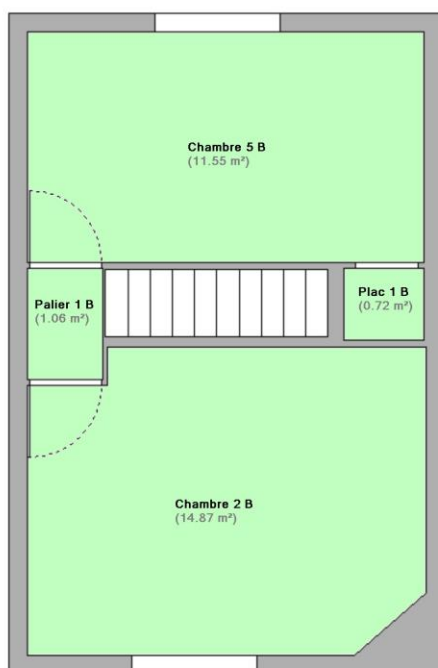 Chambre 5 B
(11.55 m²)
Palier 1 B
(1.06 m²)
Plac 1 B
(0.72 m²)
Chambre 2 B
(14.87 m²)